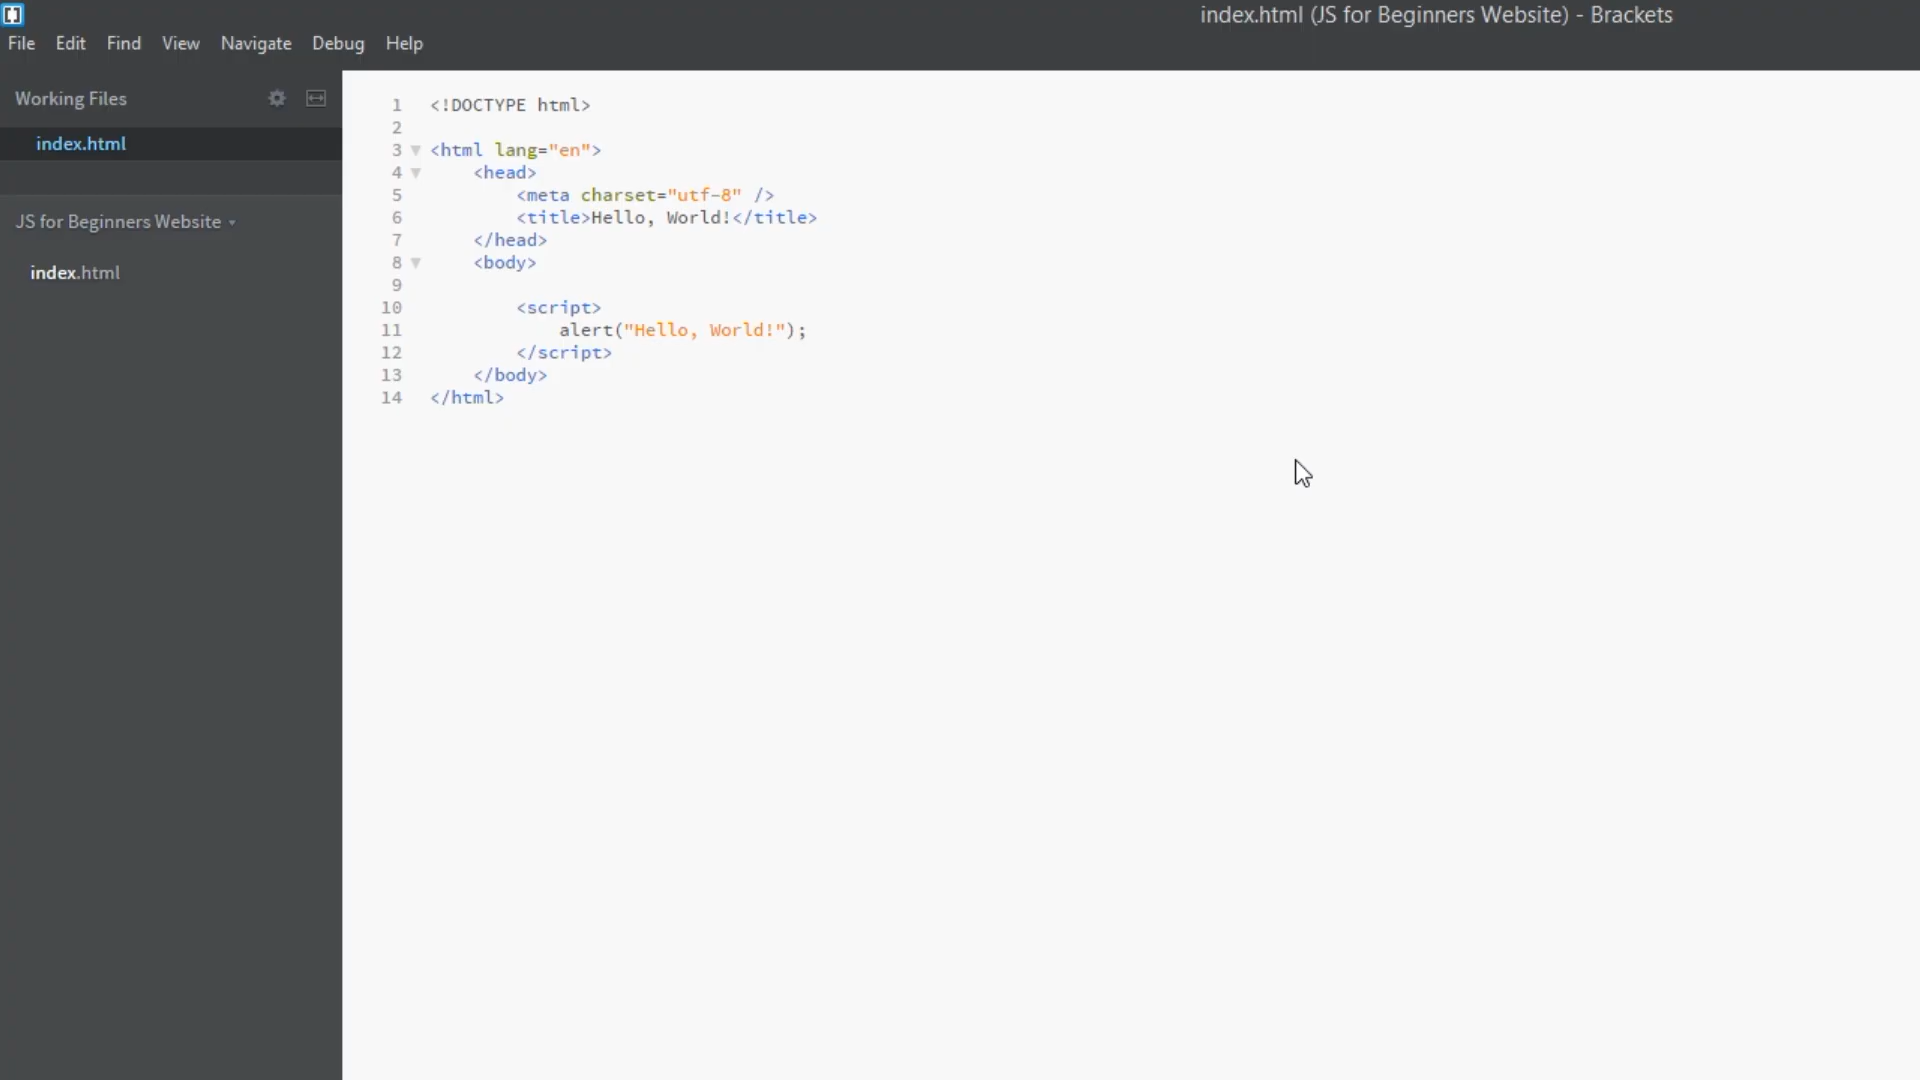 index.html (JS for Beginners Website) - Brackets
File Edit Find View Navigate Debug Help
Working Files
index.html
JS for Beginners Website
index.html
1 <!DOCTYPE html>
2
3 <html lang="en">
4     <head>
5         <meta charset="utf-8" />
6         <title>Hello, World!</title>
7     </head>
8     <body>
9
10         <script>
11             alert("Hello, World!");
12         </script>
13     </body>
14 </html>